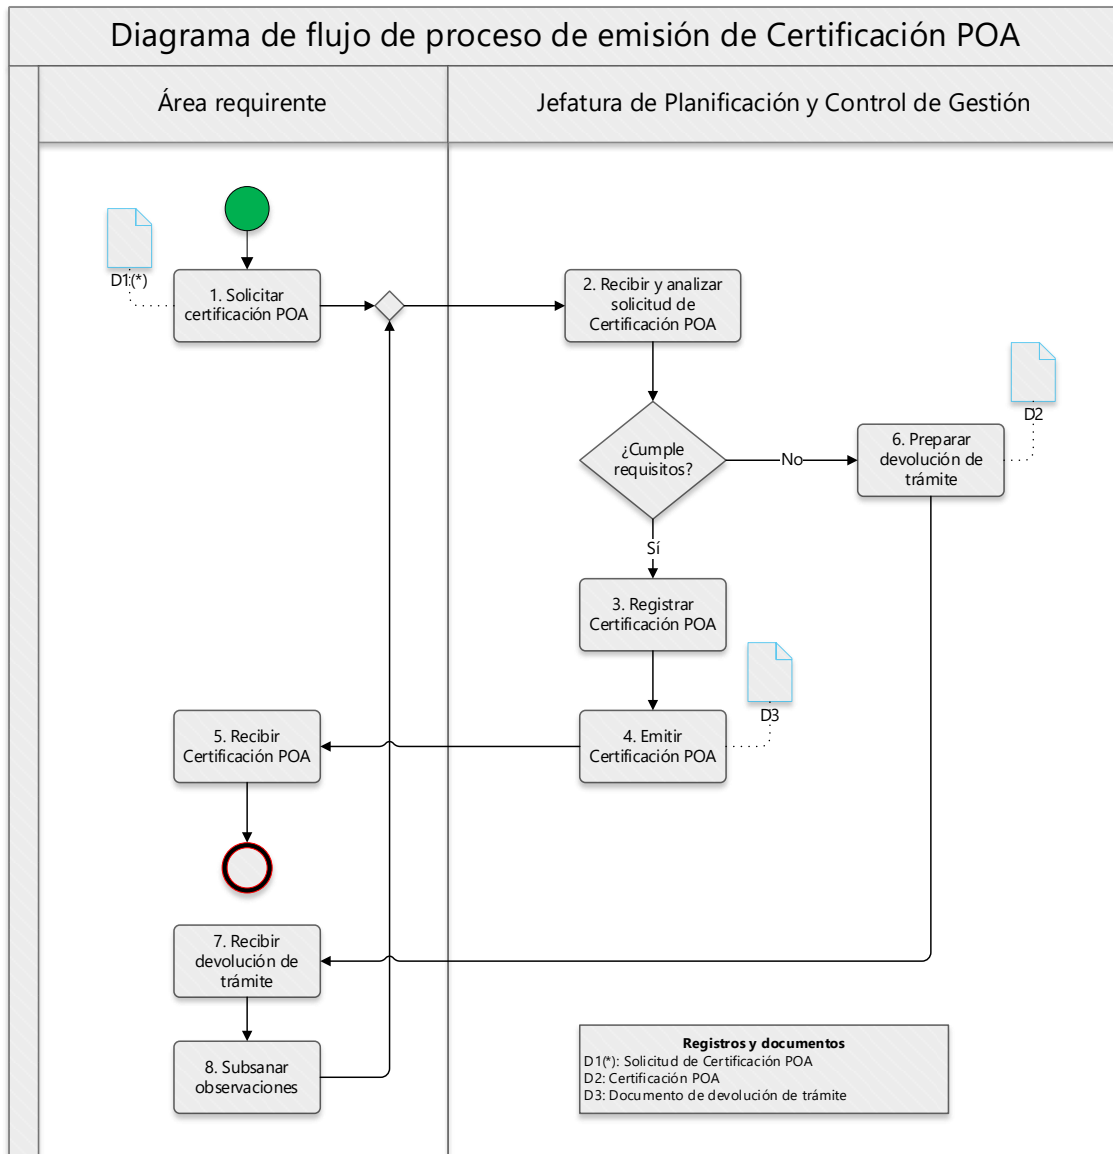 Diagrama de flujo de proceso de emisión de Certificación POA
Área requirente
Jefatura de Planificación y Control de Gestión
D1(*)
1. Solicitar
certificación POA
2. Recibir y analizar
solicitud de
Certificación POA
D2
¿Cumple
requisitos?
No
6. Preparar
devolución de
trámite
Sí
3. Registrar
Certificación POA
D3
5. Recibir
Certificación POA
4. Emitir
Certificación POA
7. Recibir
devolución de
trámite
8. Subsanar
observaciones
Registros y documentos
D1(*): Solicitud de Certificación POA
D2: Certificación POA
D3: Documento de devolución de trámite